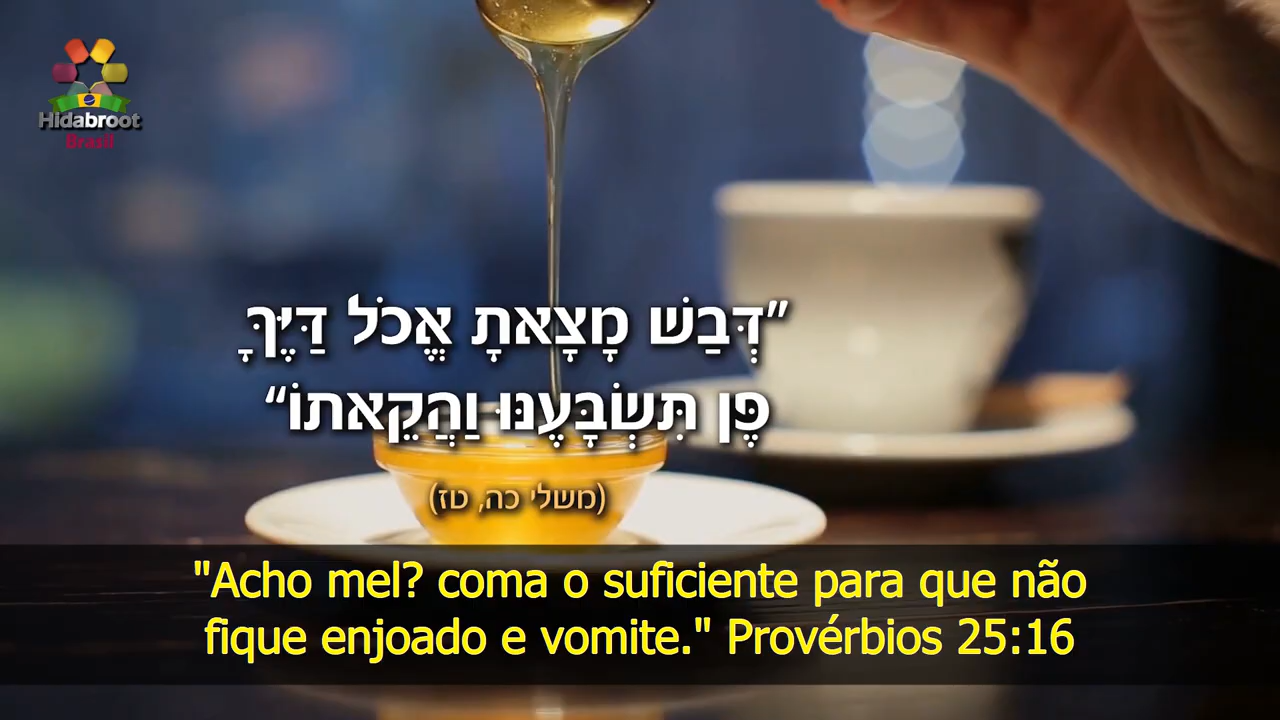 Hidabroot
Brasil
"דְּבַשׁ מָצָאתָ אֱכֹל דַּיֶּךָּ
פֶּן תִּשְׂבָּעֶנּוּ וַהֲקֵאתוֹ"
(משלי כה, טז)
"Acho mel? coma o suficiente para que não
fique enjoado e vomite." Provérbios 25:16